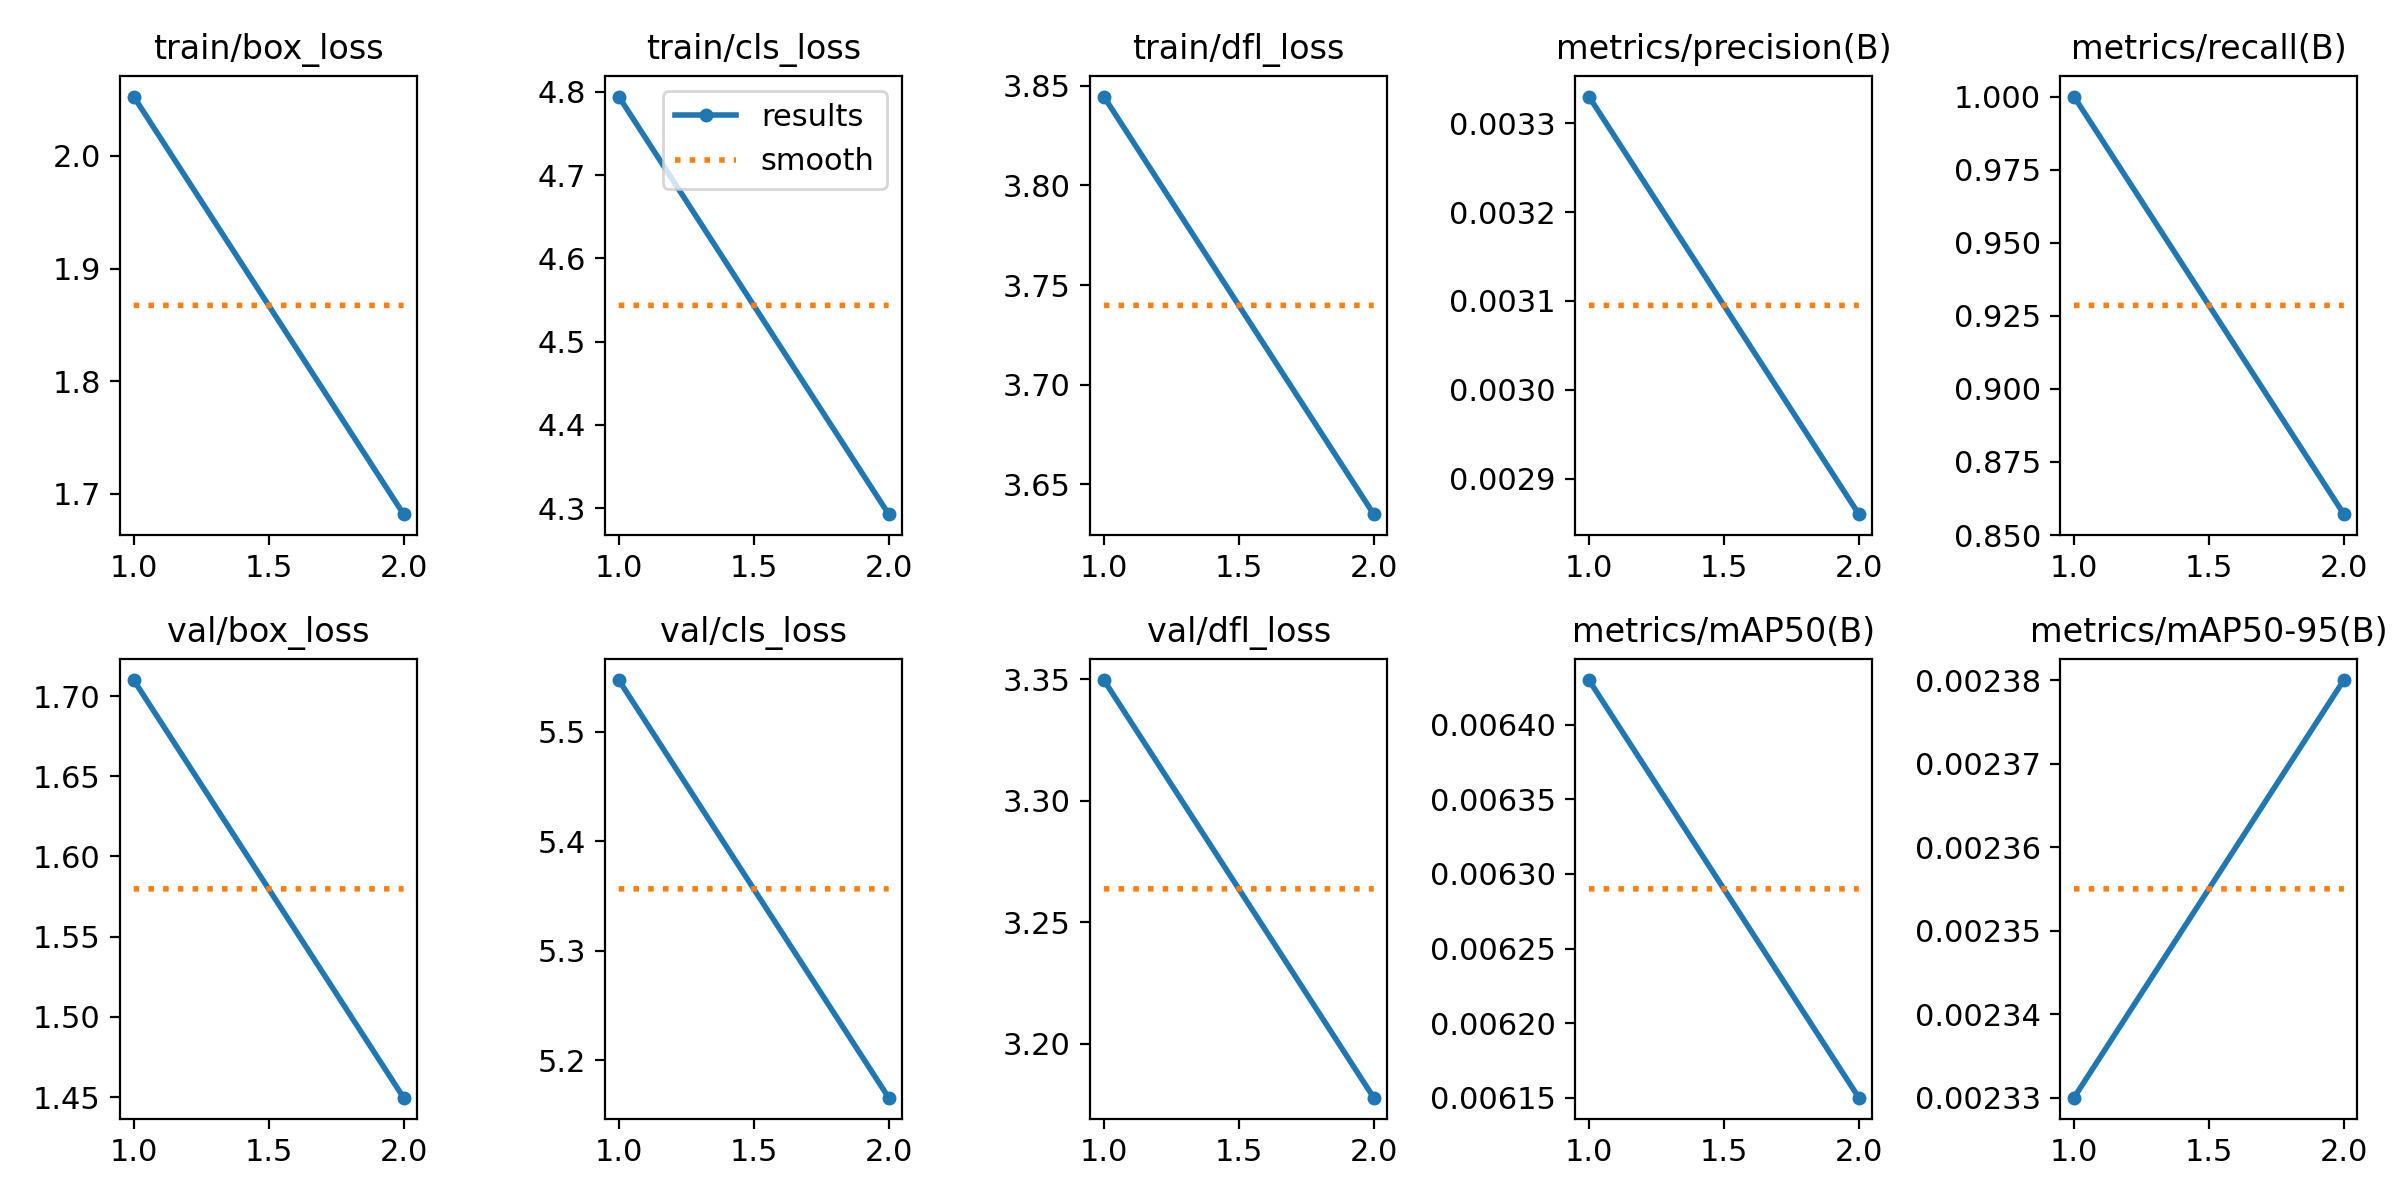 train/box_loss
2.0
1.9
1.8
1.7
1.0 1.5 2.0
train/cls_loss
results
smooth
4.8
4.7
4.6
4.5
4.4
4.3
1.0 1.5 2.0
train/dfl_loss
3.85
3.80
3.75
3.70
3.65
1.0 1.5 2.0
metrics/precision(B)
0.0033
0.0032
0.0031
0.0030
0.0029
1.0 1.5 2.0
metrics/recall(B)
1.000
0.975
0.950
0.925
0.900
0.875
0.850
1.0 1.5 2.0
val/box_loss
1.70
1.65
1.60
1.55
1.50
1.45
1.0 1.5 2.0
val/cls_loss
5.5
5.4
5.3
5.2
1.0 1.5 2.0
val/dfl_loss
3.35
3.30
3.25
3.20
1.0 1.5 2.0
metrics/mAP50(B)
0.00640
0.00635
0.00630
0.00625
0.00620
0.00615
1.0 1.5 2.0
metrics/mAP50-95(B)
0.00238
0.00237
0.00236
0.00235
0.00234
0.00233
1.0 1.5 2.0